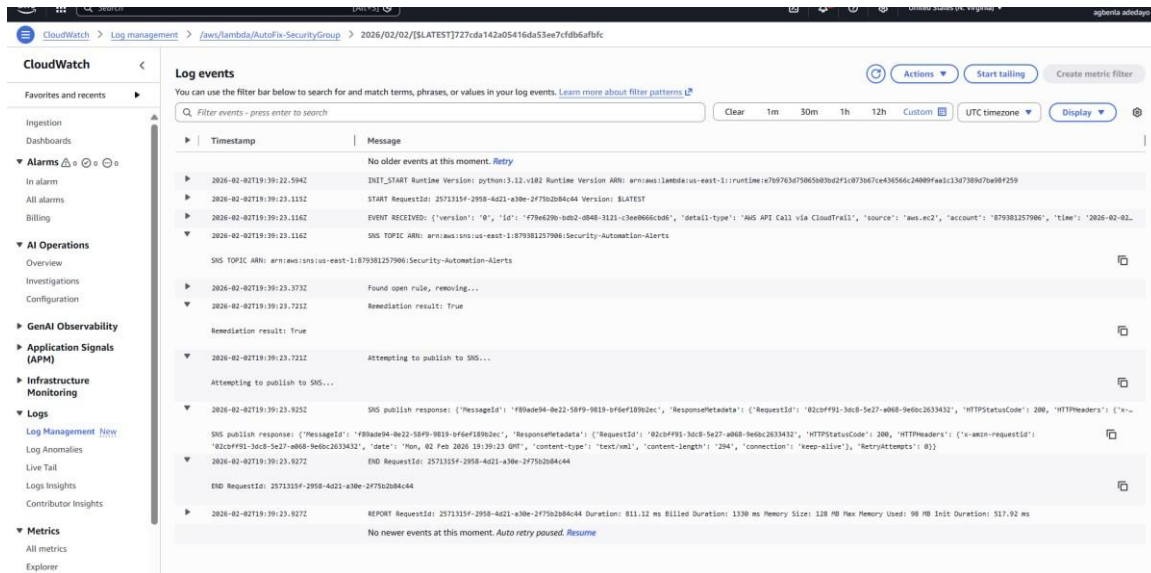 Search
[Alt+S]
United States (N. Virginia)
agbenla adedayo
CloudWatch > Log management > /aws/lambda/AutoFix-SecurityGroup > 2026/02/02/[$LATEST]727cda142a05416da53ee7cfdb6afbfc
CloudWatch
Favorites and recents
Ingestion
Dashboards
Alarms 0 0 0
In alarm
All alarms
Billing
AI Operations
Overview
Investigations
Configuration
GenAI Observability
Application Signals
(APM)
Infrastructure
Monitoring
Logs
Log Management New
Log Anomalies
Live Tail
Logs Insights
Contributor Insights
Metrics
All metrics
Explorer
Log events
Actions
Start tailing
Create metric filter
You can use the filter bar below to search for and match terms, phrases, or values in your log events. Learn more about filter patterns
Filter events - press enter to search
Clear 1m 30m 1h 12h Custom UTC timezone Display
Timestamp Message
No older events at this moment. Retry
2026-02-02T19:39:22.594Z INIT_START Runtime Version: python:3.12.v102 Runtime Version ARN: arn:aws:lambda:us-east-1::runtime:
2026-02-02T19:39:23.115Z START RequestId: 2571315f-2958-4d21-a30e-2f75b2b84c44 Version: $LATEST
2026-02-02T19:39:23.116Z EVENT RECEIVED: {'version': '0', 'id': 'f79e629b-bdb2-d848-3121-c3ee0666cbd6', 'detail-type': 'AWS API Call via CloudTrail', 'source': 'aws.ec2', 'account': '879381257906', 'time': '2026-02-02…
2026-02-02T19:39:23.116Z SNS TOPIC ARN: arn:aws:sns:us-east-1:879381257906:Security-Automation-Alerts
SNS TOPIC ARN: arn:aws:sns:us-east-1:879381257906:Security-Automation-Alerts
2026-02-02T19:39:23.373Z Found open rule, removing...
2026-02-02T19:39:23.721Z Remediation result: True
Remediation result: True
2026-02-02T19:39:23.721Z Attempting to publish to SNS...
Attempting to publish to SNS...
2026-02-02T19:39:23.925Z SNS publish response: {'MessageId': 'f89ade94-0e22-58f9-9819-bf6ef189b2ec', 'ResponseMetadata': {'RequestId': '02cbff91-3dc8-5e27-a068-9e6bc2633432', 'HTTPStatusCode': 200, 'HTTPHeaders': {'x-…
SNS publish response: {'MessageId': 'f89ade94-0e22-58f9-9819-bf6ef189b2ec', 'ResponseMetadata': {'RequestId': '02cbff91-3dc8-5e27-a068-9e6bc2633432', 'HTTPStatusCode': 200, 'HTTPHeaders': {'x-amzn-requestid':
'02cbff91-3dc8-5e27-a068-9e6bc2633432', 'date': 'Mon, 02 Feb 2026 19:39:23 GMT', 'content-type': 'text/xml', 'content-length': '294', 'connection': 'keep-alive'}, 'RetryAttempts': 0}}
2026-02-02T19:39:23.927Z END RequestId: 2571315f-2958-4d21-a30e-2f75b2b84c44
END RequestId: 2571315f-2958-4d21-a30e-2f75b2b84c44
2026-02-02T19:39:23.927Z REPORT RequestId: 2571315f-2958-4d21-a30e-2f75b2b84c44 Duration: 811.12 ms Billed Duration: 1330 ms Memory Size: 128 MB Max Memory Used: 98 MB Init Duration: 517.92 ms
No newer events at this moment. Auto retry paused. Resume